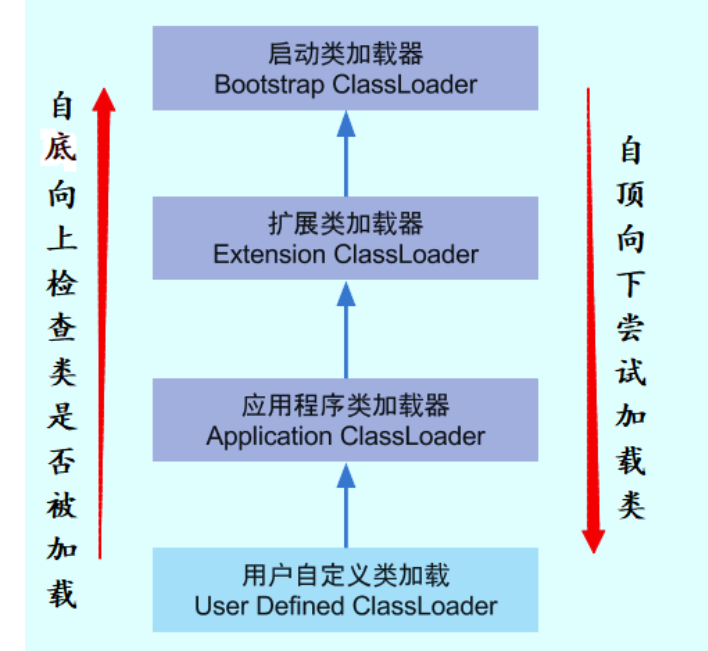 启动类加载器
Bootstrap ClassLoader
自底向上检查类是否被加载
自顶向下尝试加载类
扩展类加载器
Extension ClassLoader
应用程序类加载器
Application ClassLoader
用户自定义类加载
User Defined ClassLoader